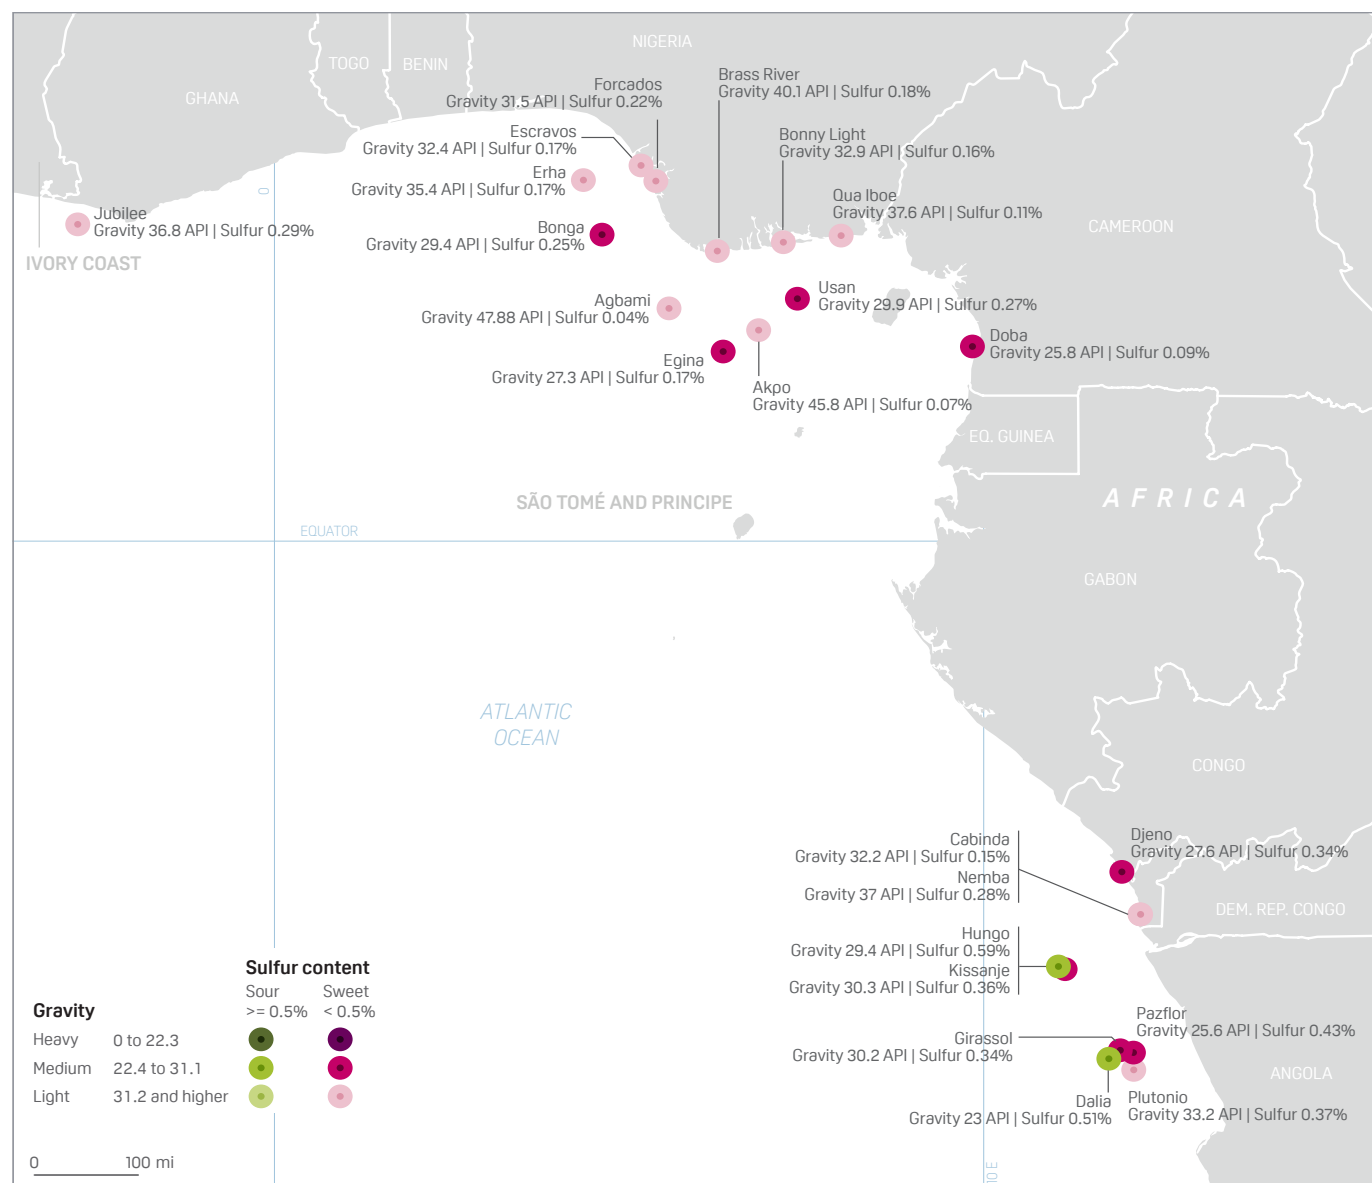 NIGERIA
TOGO
BENIN
GHANA
Forcados
Gravity 31.5 API | Sulfur 0.22%
Brass River
Gravity 40.1 API | Sulfur 0.18%
Escravos
Gravity 32.4 API | Sulfur 0.17%
Bonny Light
Gravity 32.9 API | Sulfur 0.16%
Erha
Gravity 35.4 API | Sulfur 0.17%
0
Qua Iboe
Gravity 37.6 API | Sulfur 0.11%
Jubilee
Gravity 36.8 API | Sulfur 0.29%
Bonga
Gravity 29.4 API | Sulfur 0.25%
CAMEROON
IVORY COAST
Usan
Gravity 29.9 API | Sulfur 0.27%
Agbami
Gravity 47.88 API | Sulfur 0.04%
Doba
Gravity 25.8 API | Sulfur 0.09%
Egina
Gravity 27.3 API | Sulfur 0.17%
Akpo
Gravity 45.8 API | Sulfur 0.07%
EQ. GUINEA
SÃO TOMÉ AND PRINCIPE
AFRICA
EQUATOR
GABON
ATLANTIC
OCEAN
CONGO
Cabinda
Gravity 32.2 API | Sulfur 0.15%
Nemba
Gravity 37 API | Sulfur 0.28%
Djeno
Gravity 27.6 API | Sulfur 0.34%
DEM. REP. CONGO
Hungo
Gravity 29.4 API | Sulfur 0.59%
Kissanje
Gravity 30.3 API | Sulfur 0.36%
Pazflor
Gravity 25.6 API | Sulfur 0.43%
Girassol
Gravity 30.2 API | Sulfur 0.34%
ANGOLA
Dalia
Gravity 23 API | Sulfur 0.51%
Plutonio
Gravity 33.2 API | Sulfur 0.37%
10 E
Sulfur content
Sour Sweet
>= 0.5% < 0.5%
Gravity
Heavy 0 to 22.3
Medium 22.4 to 31.1
Light 31.2 and higher
0 100 mi